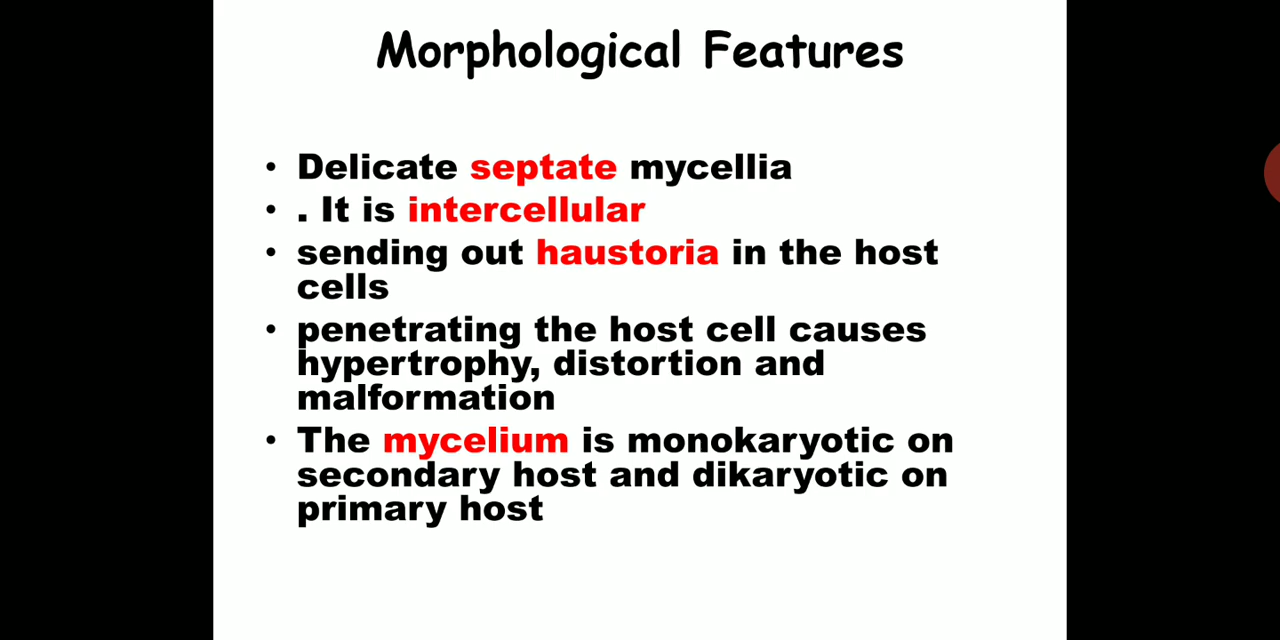 Morphological Features
• Delicate septate mycellia
• . It is intercellular
• sending out haustoria in the host
cells
• penetrating the host cell causes
hypertrophy, distortion and
malformation
• The mycelium is monokaryotic on
secondary host and dikaryotic on
primary host